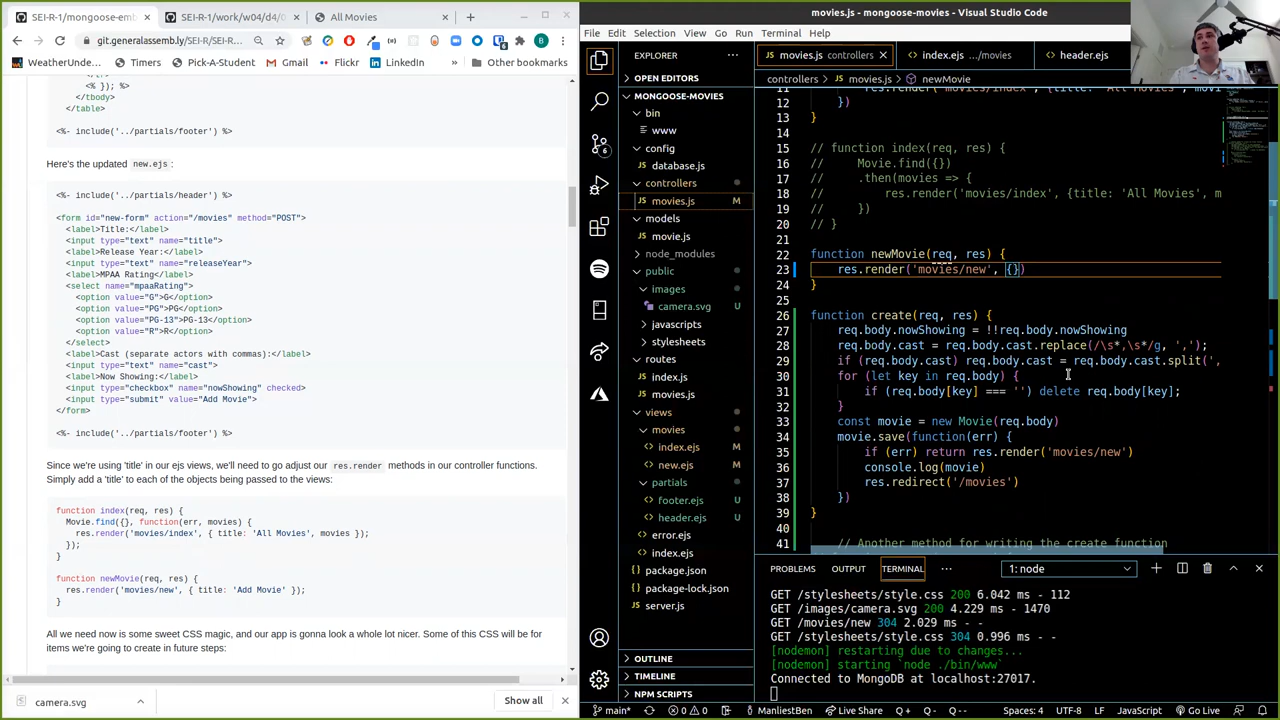 SEI-R-1/mongoose-emb
SEI-R-1/work/w04/d4/
All Movies
git.generalassemb.ly/SEI-R/SEI-R...
WeatherUnde...
Timers
Pick-A-Student
Gmail
Flickr
LinkedIn
Other bookmarks
<% }); %>
</tbody>
</table>
<%- include('../partials/footer') %>
Here's the updated new.ejs:
<%- include('../partials/header') %>
<form id="new-form" action="/movies" method="POST">
<label>Title:</label>
<input type="text" name="title">
<label>Release Year:</label>
<input type="text" name="releaseYear">
<label>MPAA Rating</label>
<select name="mpaaRating">
<option value="G">G</option>
<option value="PG">PG</option>
<option value="PG-13">PG-13</option>
<option value="R">R</option>
</select>
<label>Cast (separate actors with commas):</label>
<input type="text" name="cast">
<label>Now Showing:</label>
<input type="checkbox" name="nowShowing" checked>
<input type="submit" value="Add Movie">
</form>
<%- include('../partials/footer') %>
Since we're using 'title' in our ejs views, we'll need to go adjust our res.render methods in our controller functions.
Simply add a 'title' to each of the objects being passed to the views:
function index(req, res) {
Movie.find({}, function(err, movies) {
res.render('movies/index', { title: 'All Movies', movies });
});
}
function newMovie(req, res) {
res.render('movies/new', { title: 'Add Movie' });
}
All we need now is some sweet CSS magic, and our app is gonna look a whole lot nicer. Some of this CSS will be for
items we're going to create in future steps:
camera.svg
Show all
movies.js - mongoose-movies - Visual Studio Code
File Edit Selection View Go Run Terminal Help
EXPLORER
OPEN EDITORS
MONGOOSE-MOVIES
bin
www
config
database.js
controllers
movies.js M
models
movie.js
node_modules
public
images
camera.svg
javascripts
stylesheets
routes
index.js
movies.js
views
movies
index.ejs
new.ejs
partials
footer.ejs
header.ejs
error.ejs
index.ejs
package.json
package-lock.json
server.js
OUTLINE
TIMELINE
NPM SCRIPTS
movies.js controllers
index.ejs .../movies
header.ejs
controllers > movies.js > newMovie
11 res.render('movies/index', {title: 'All Movies', movi
12 })
13 }
14
15 // function index(req, res) {
16 // Movie.find({})
17 // .then(movies => {
18 // res.render('movies/index', {title: 'All Movies', m
19 // })
20 // }
21
22 function newMovie(req, res) {
23 res.render('movies/new', {})
24 }
25
26 function create(req, res) {
27 req.body.nowShowing = !!req.body.nowShowing
28 req.body.cast = req.body.cast.replace(/\s*,\s*/g, ',');
29 if (req.body.cast) req.body.cast = req.body.cast.split(',
30 for (let key in req.body) {
31 if (req.body[key] === '') delete req.body[key];
32 }
33 const movie = new Movie(req.body)
34 movie.save(function(err) {
35 if (err) return res.render('movies/new')
36 console.log(movie)
37 res.redirect('/movies')
38 })
39 }
40
41 // Another method for writing the create function
PROBLEMS OUTPUT TERMINAL ... 1: node
GET /stylesheets/style.css 200 6.042 ms - 112
GET /images/camera.svg 200 4.229 ms - 1470
GET /movies/new 304 2.029 ms - -
GET /stylesheets/style.css 304 0.996 ms - -
[nodemon] restarting due to changes...
[nodemon] starting `node ./bin/www`
Connected to MongoDB at localhost:27017.
main* 0 0 ManliestBen Live Share Q+ Q- Spaces: 4 UTF-8 LF JavaScript Go Live